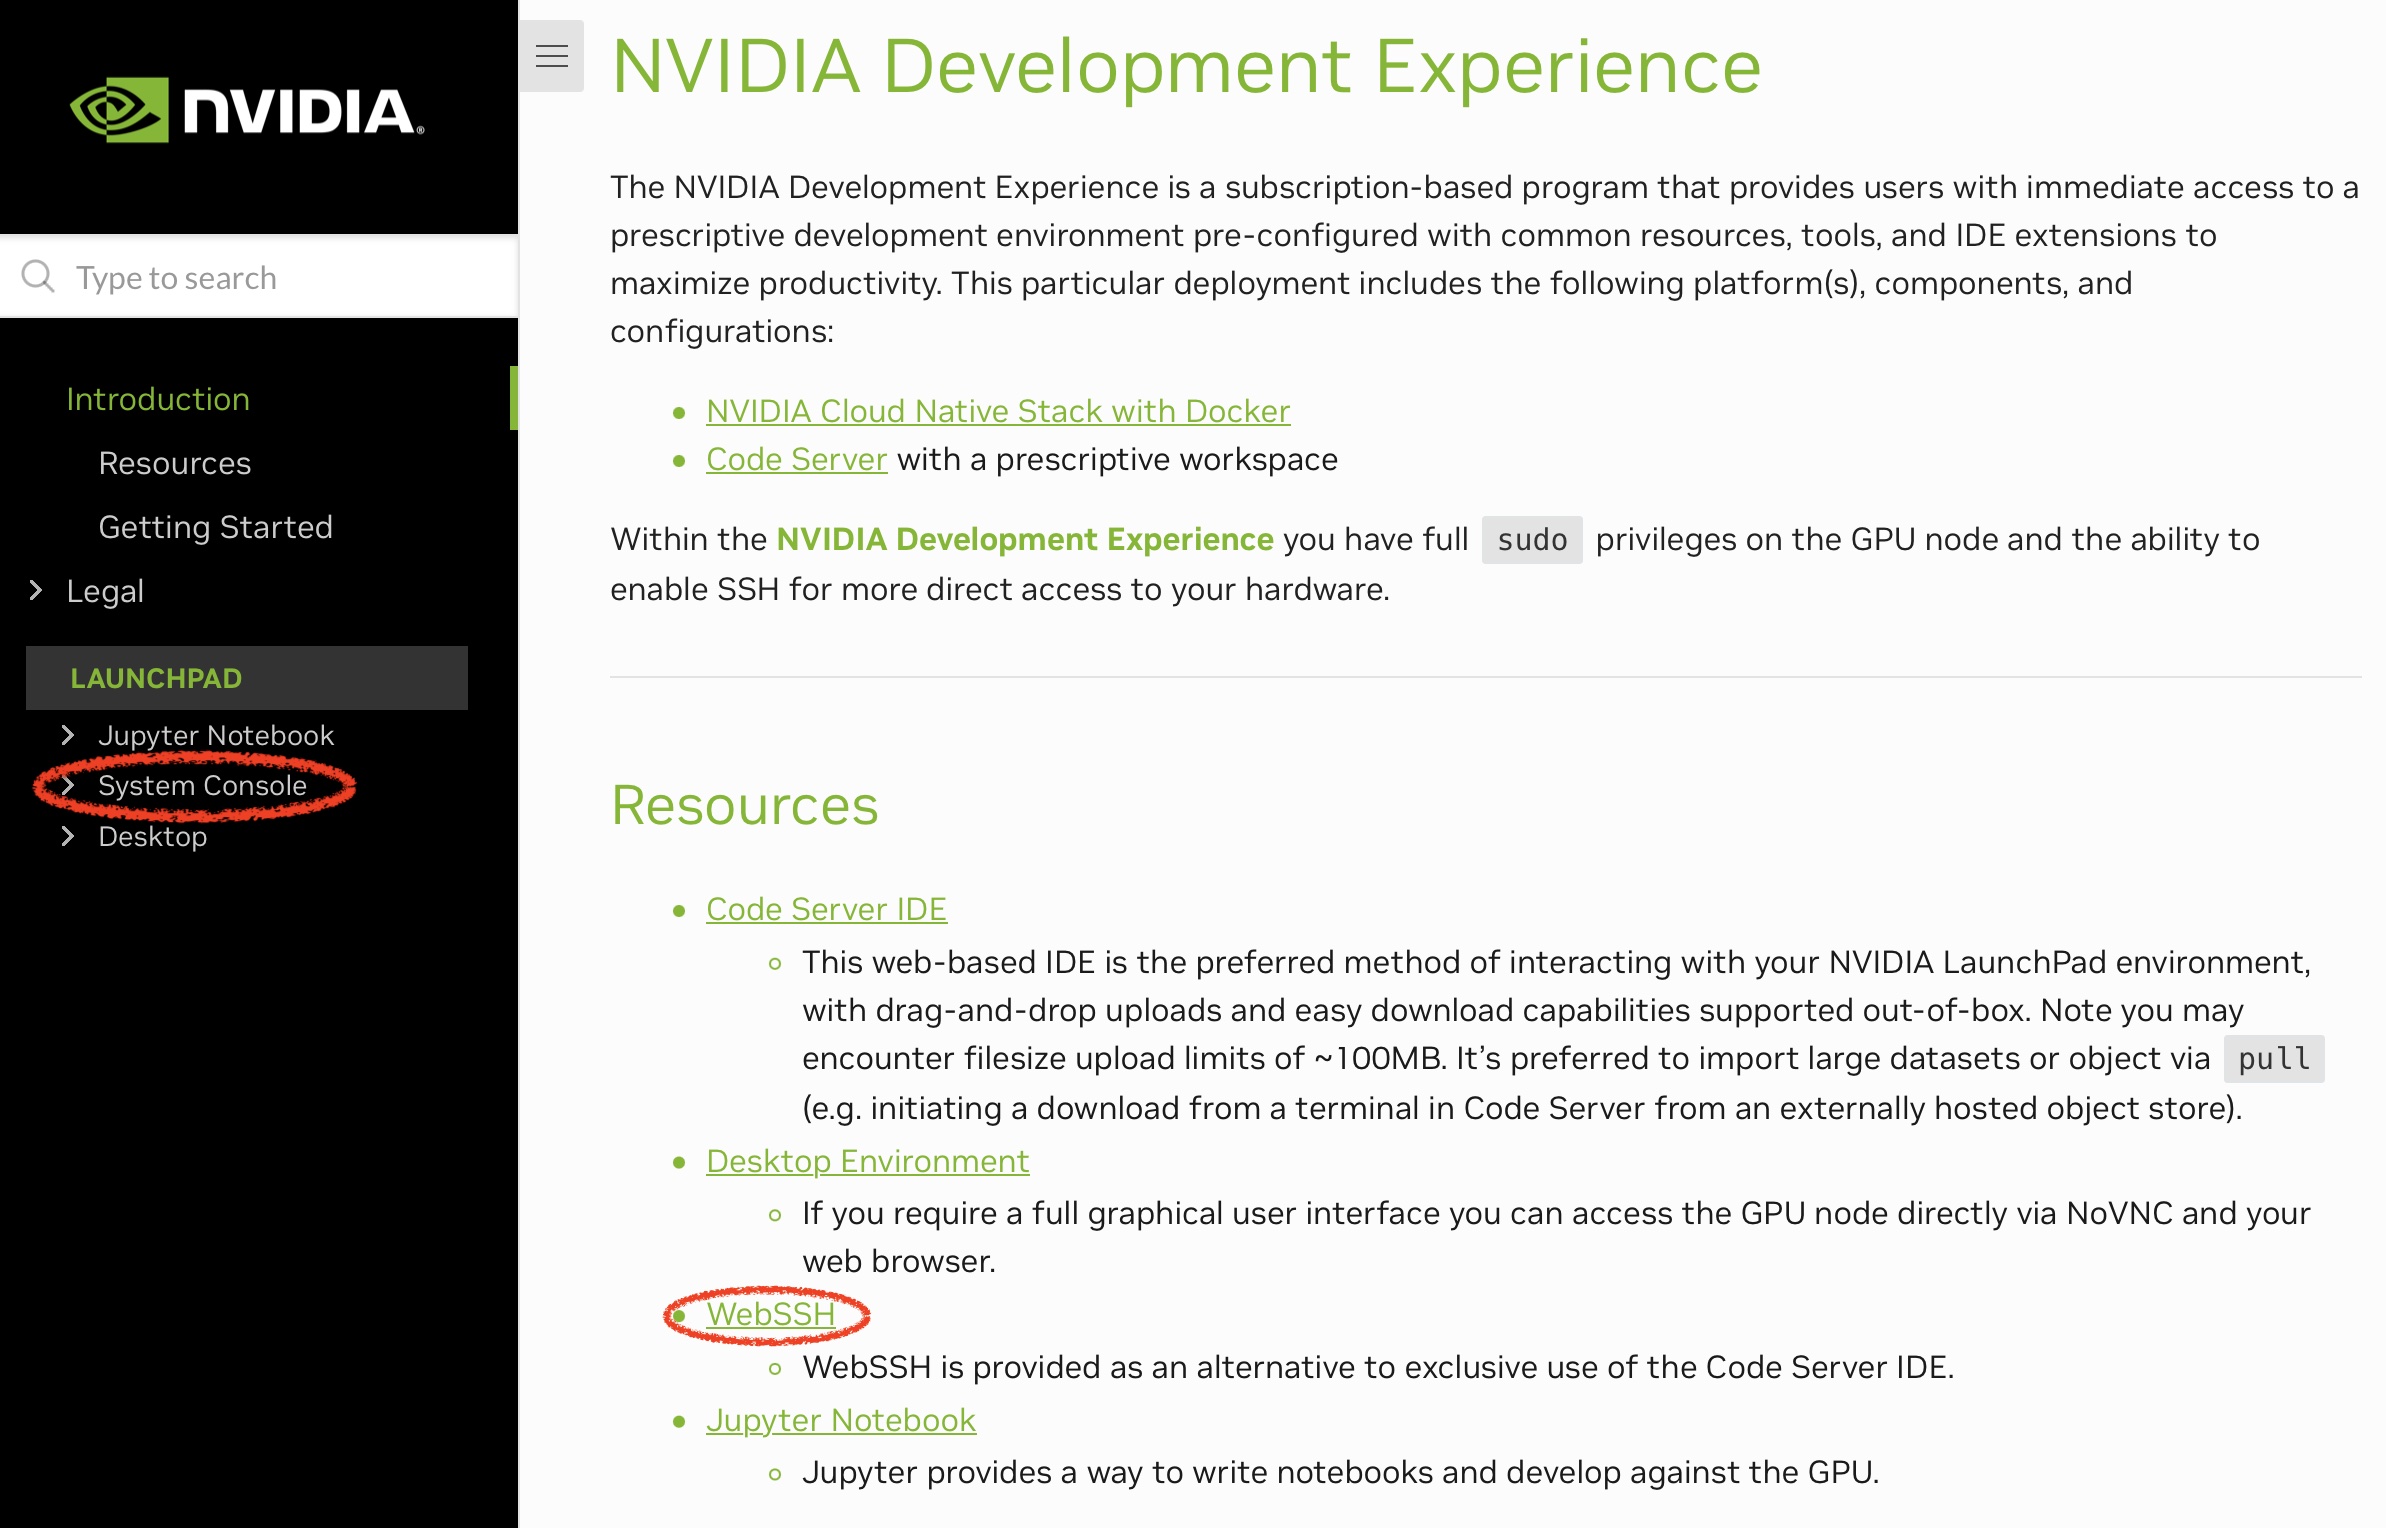 NVIDIA®
Type to search
Introduction
Resources
Getting Started
Legal
LAUNCHPAD
Jupyter Notebook
System Console
Desktop
NVIDIA Development Experience
The NVIDIA Development Experience is a subscription-based program that provides users with immediate access to a
prescriptive development environment pre-configured with common resources, tools, and IDE extensions to
maximize productivity. This particular deployment includes the following platform(s), components, and
configurations:
NVIDIA Cloud Native Stack with Docker
Code Server with a prescriptive workspace
Within the NVIDIA Development Experience you have full sudo privileges on the GPU node and the ability to
enable SSH for more direct access to your hardware.
Resources
Code Server IDE
This web-based IDE is the preferred method of interacting with your NVIDIA LaunchPad environment,
with drag-and-drop uploads and easy download capabilities supported out-of-box. Note you may
encounter filesize upload limits of ~100MB. It's preferred to import large datasets or object via pull
(e.g. initiating a download from a terminal in Code Server from an externally hosted object store).
Desktop Environment
If you require a full graphical user interface you can access the GPU node directly via NoVNC and your
web browser.
WebSSH
WebSSH is provided as an alternative to exclusive use of the Code Server IDE.
Jupyter Notebook
Jupyter provides a way to write notebooks and develop against the GPU.